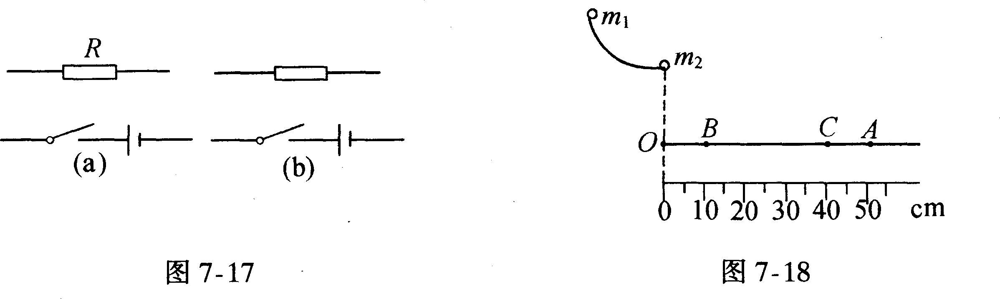 R
(a)
(b)
图 7-17
m₁
m₂
O B C A
0 10 20 30 40 50 cm
图 7-18